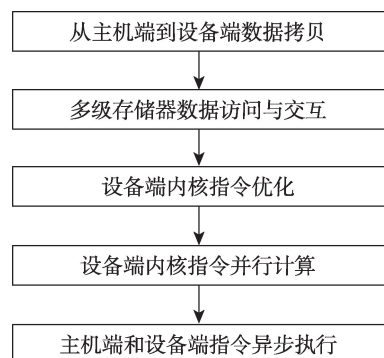 从主机端到设备端数据拷贝
多级存储器数据访问与交互
设备端内核指令优化
设备端内核指令并行计算
主机端和设备端指令异步执行